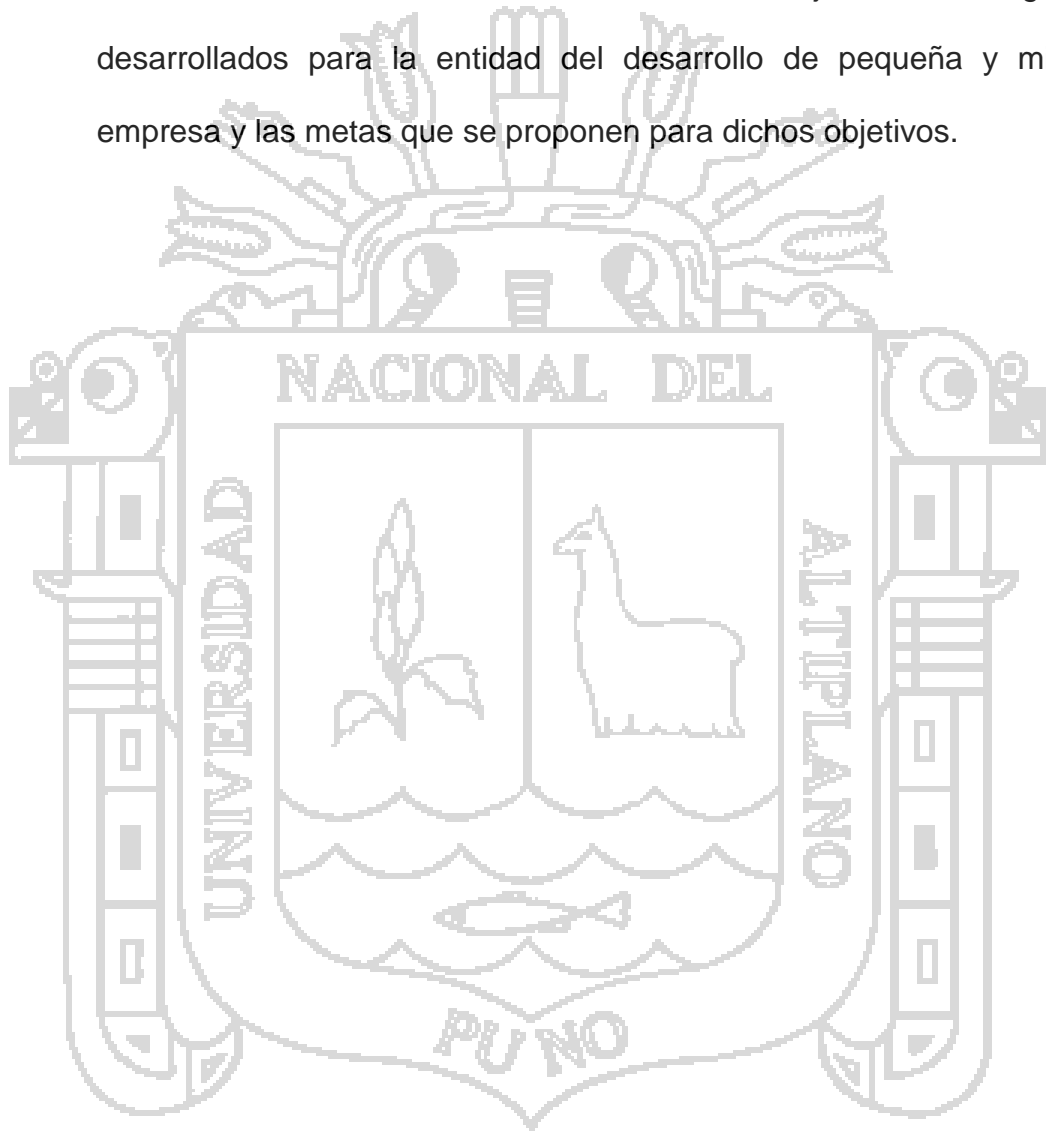 desarrollados para la entidad del desarrollo de pequeña y m
empresa y las metas que se proponen para dichos objetivos.
NACIONAL DEL
UNIVERSIDAD
ALTIPLANO
PUNO